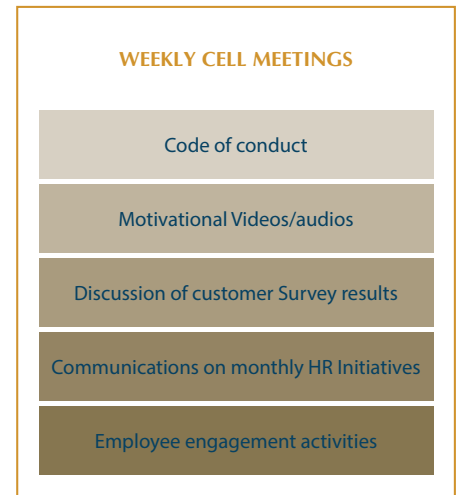 WEEKLY CELL MEETINGS
Code of conduct
Motivational Videos/audios
Discussion of customer Survey results
Communications on monthly HR Initiatives
Employee engagement activities